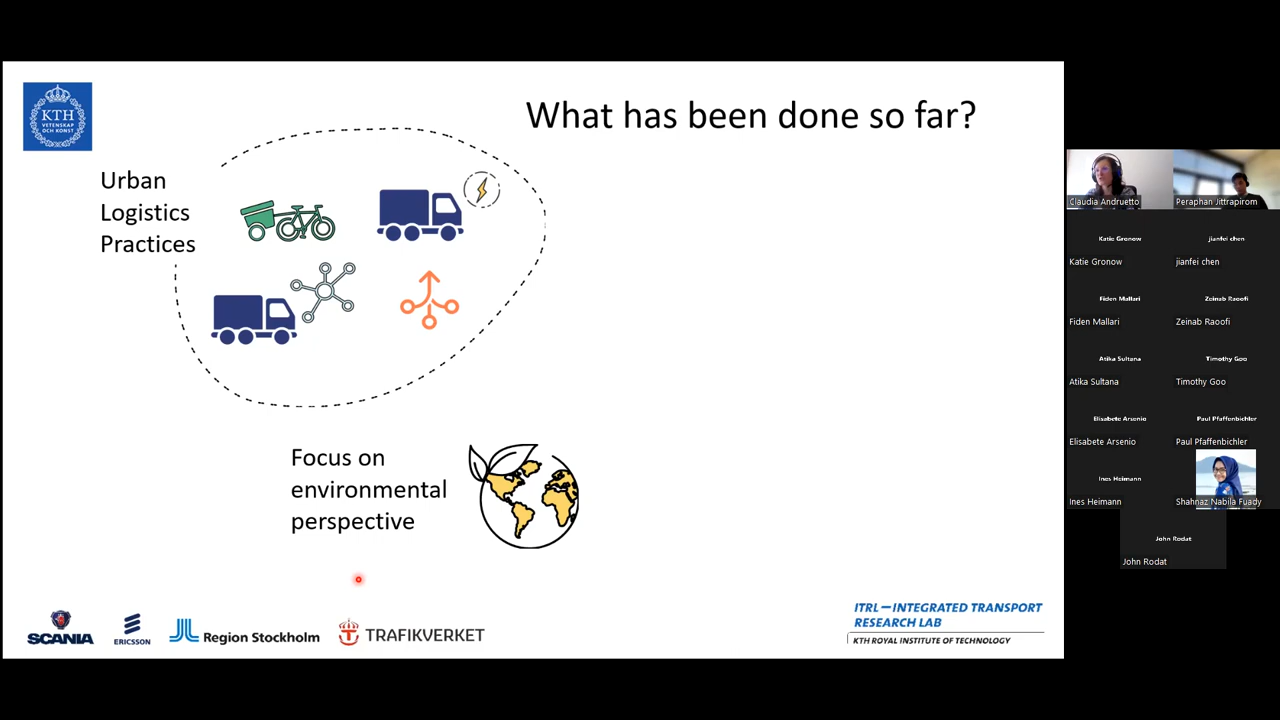 KTH
VETENSKAP
OCH KONST
What has been done so far?
Urban
Logistics
Practices
Focus on
environmental
perspective
SCANIA
ERICSSON
Region Stockholm
TRAFIKVERKET
ITRL – INTEGRATED TRANSPORT
RESEARCH LAB
KTH ROYAL INSTITUTE OF TECHNOLOGY
Claudia Andruetto
Peraphan Jittrapirom
Katie Gronow
jianfei chen
Katie Gronow
jianfei chen
Fiden Mallari
Zeinab Raoofi
Fiden Mallari
Zeinab Raoofi
Atika Sultana
Timothy Goo
Atika Sultana
Timothy Goo
Elisabete Arsenio
Paul Pfaffenbichler
Elisabete Arsenio
Paul Pfaffenbichler
Ines Heimann
Ines Heimann
Shahnaz Nabila Fuady
John Rodat
John Rodat